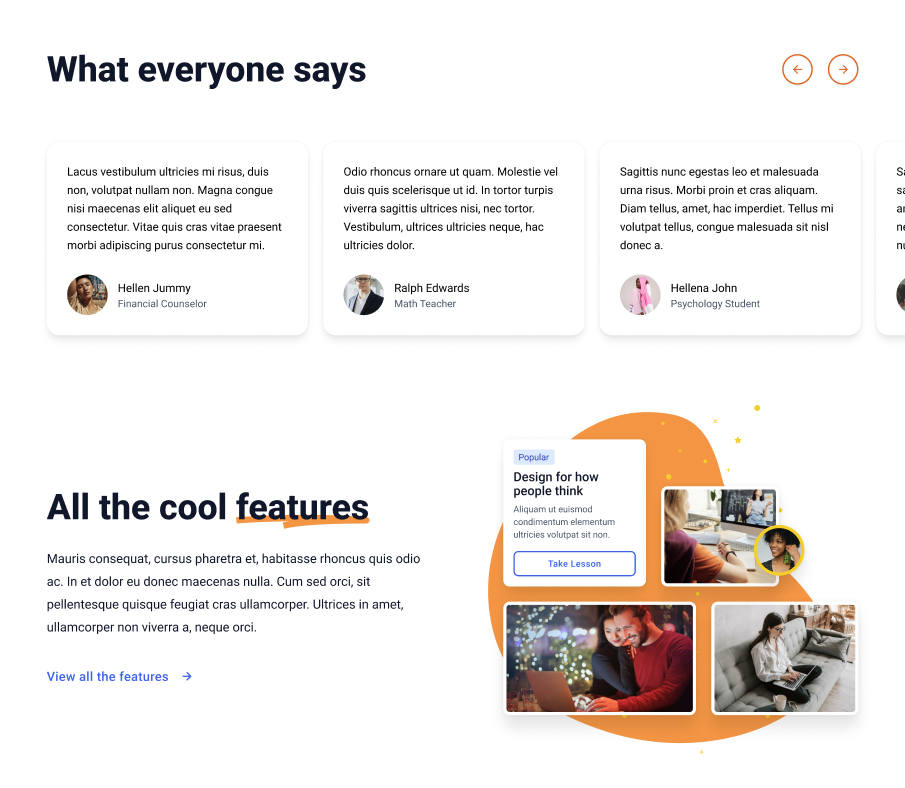 What everyone says
Lacus vestibulum ultricies mi risus, duis
non, volutpat nullam non. Magna congue
nisi maecenas elit aliquet eu sed
consectetur. Vitae quis cras vitae praesent
morbi adipiscing purus consectetur mi.
Hellen Jummy
Financial Counselor
Odio rhoncus ornare ut quam. Molestie vel
duis quis scelerisque ut id. In tortor turpis
viverra sagittis ultrices nisi, nec tortor.
Vestibulum, ultrices ultricies neque, hac
ultricies dolor.
Ralph Edwards
Math Teacher
Sagittis nunc egestas leo et malesuada
urna risus. Morbi proin et cras aliquam.
Diam tellus, amet, hac imperdiet. Tellus mi
volutpat tellus, congue malesuada sit nisl
donec a.
Hellena John
Psychology Student
All the cool features
Mauris consequat, cursus pharetra et, habitasse rhoncus quis odio
ac. In et dolor eu donec maecenas nulla. Cum sed orci, sit
pellentesque quisque feugiat cras ullamcorper. Ultrices in amet,
ullamcorper non viverra a, neque orci.
View all the features
Popular
Design for how
people think
Aliquam ut euismod
condimentum elementum
ultricies volutpat sit non.
Take Lesson